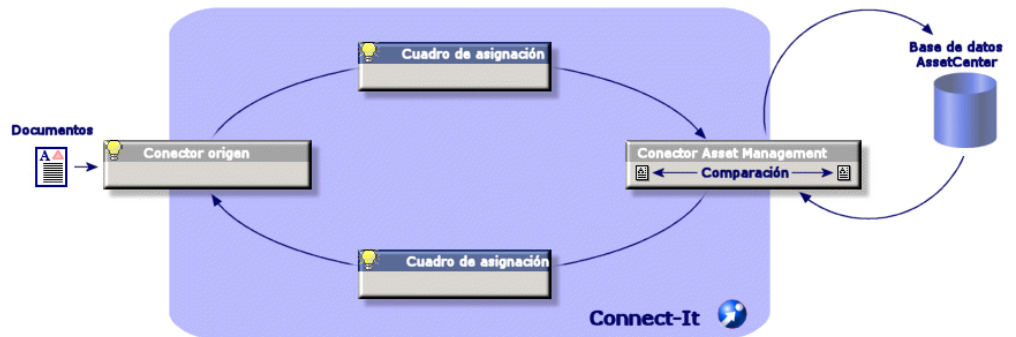 Cuadro de asignación
Base de datos
AssetCenter
Documentos
A
Conector origen
Conector Asset Management
Comparación
Cuadro de asignación
Connect-It